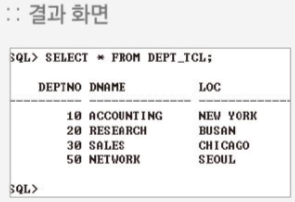 :: 결과 화면
SQL> SELECT * FROM DEPT_TCL;
DEPTNO DNAME LOC
---------- -------------- -------------
10 ACCOUNTING NEW YORK
20 RESEARCH BUSAN
30 SALES CHICAGO
50 NETWORK SEOUL
SQL>